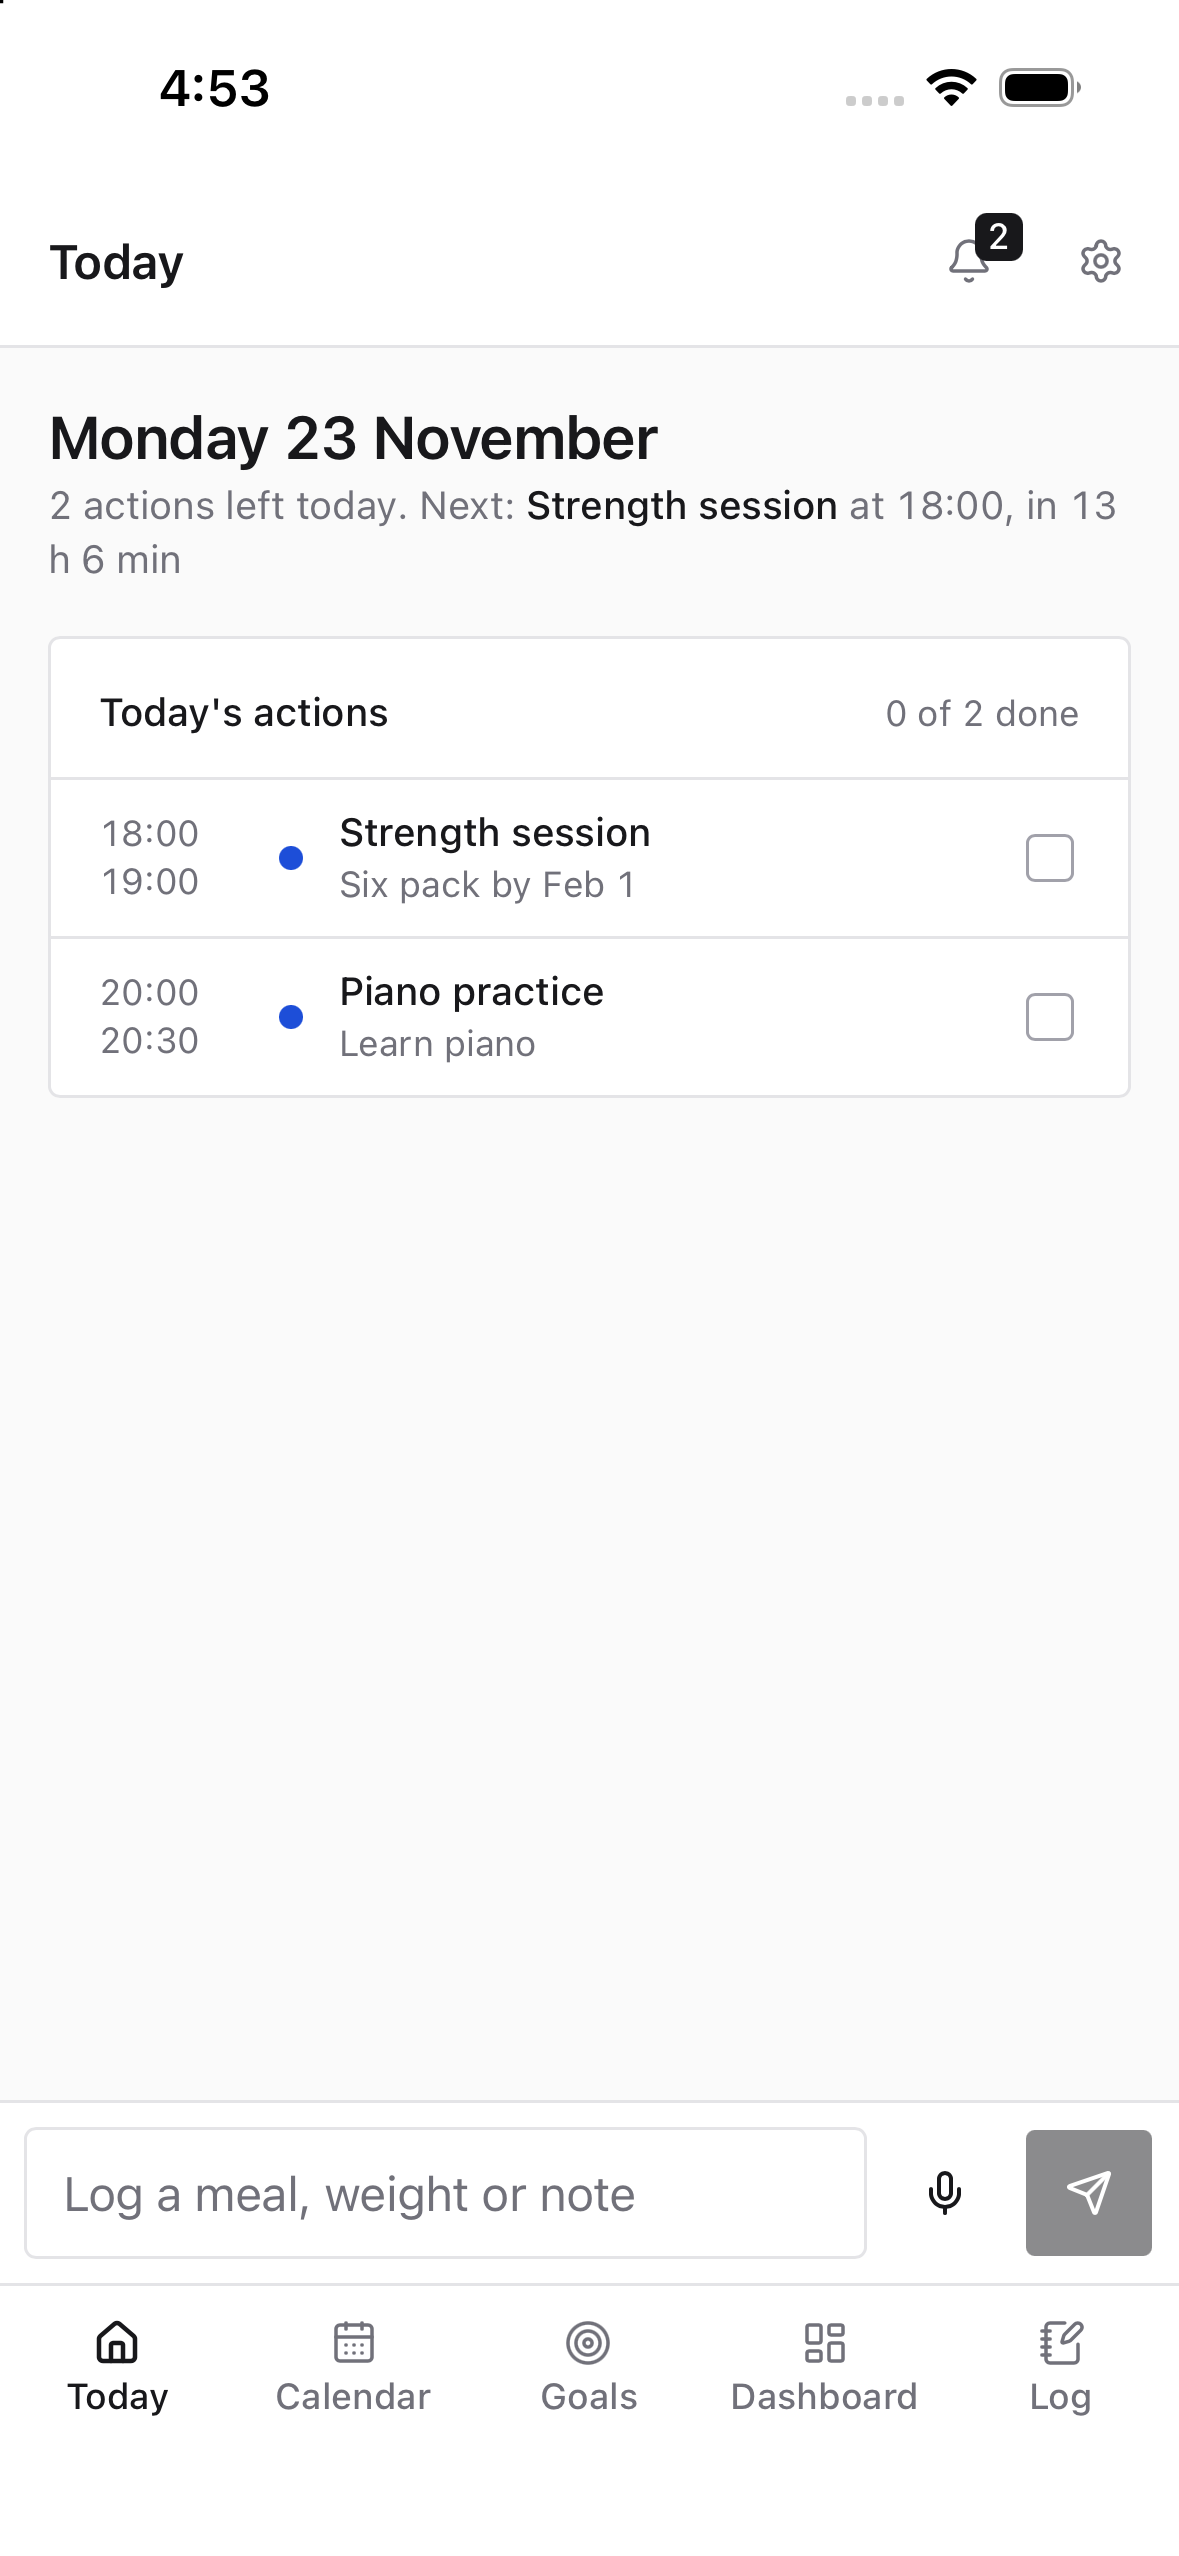 4:53
Today
2
Monday 23 November
2 actions left today. Next: Strength session at 18:00, in 13
h 6 min
Today's actions
0 of 2 done
18:00
19:00
Strength session
Six pack by Feb 1
20:00
20:30
Piano practice
Learn piano
Log a meal, weight or note
Today
Calendar
Goals
Dashboard
Log